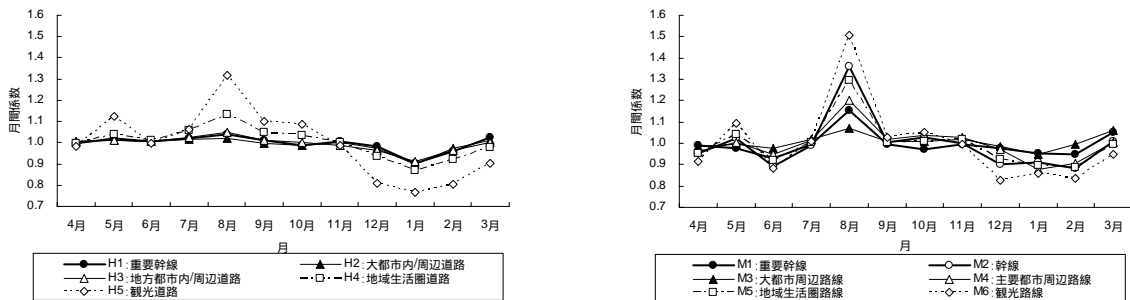 1.6
1.5
1.4
1.3
1.2
1.1
1.0
0.9
0.8
0.7
月間係数
4月 5月 6月 7月 8月 9月 10月 11月 12月 1月 2月 3月
月
H1:重要幹線 H2:大都市内/周辺道路
H3:地方都市内/周辺道路 H4:地域生活圏道路
H5:観光道路
1.6
1.5
1.4
1.3
1.2
1.1
1.0
0.9
0.8
0.7
月間係数
4月 5月 6月 7月 8月 9月 10月 11月 12月 1月 2月 3月
月
M1:重要幹線 M2:幹線
M3:大都市周辺路線 M4:主要都市周辺路線
M5:地域生活圏路線 M6:観光路線